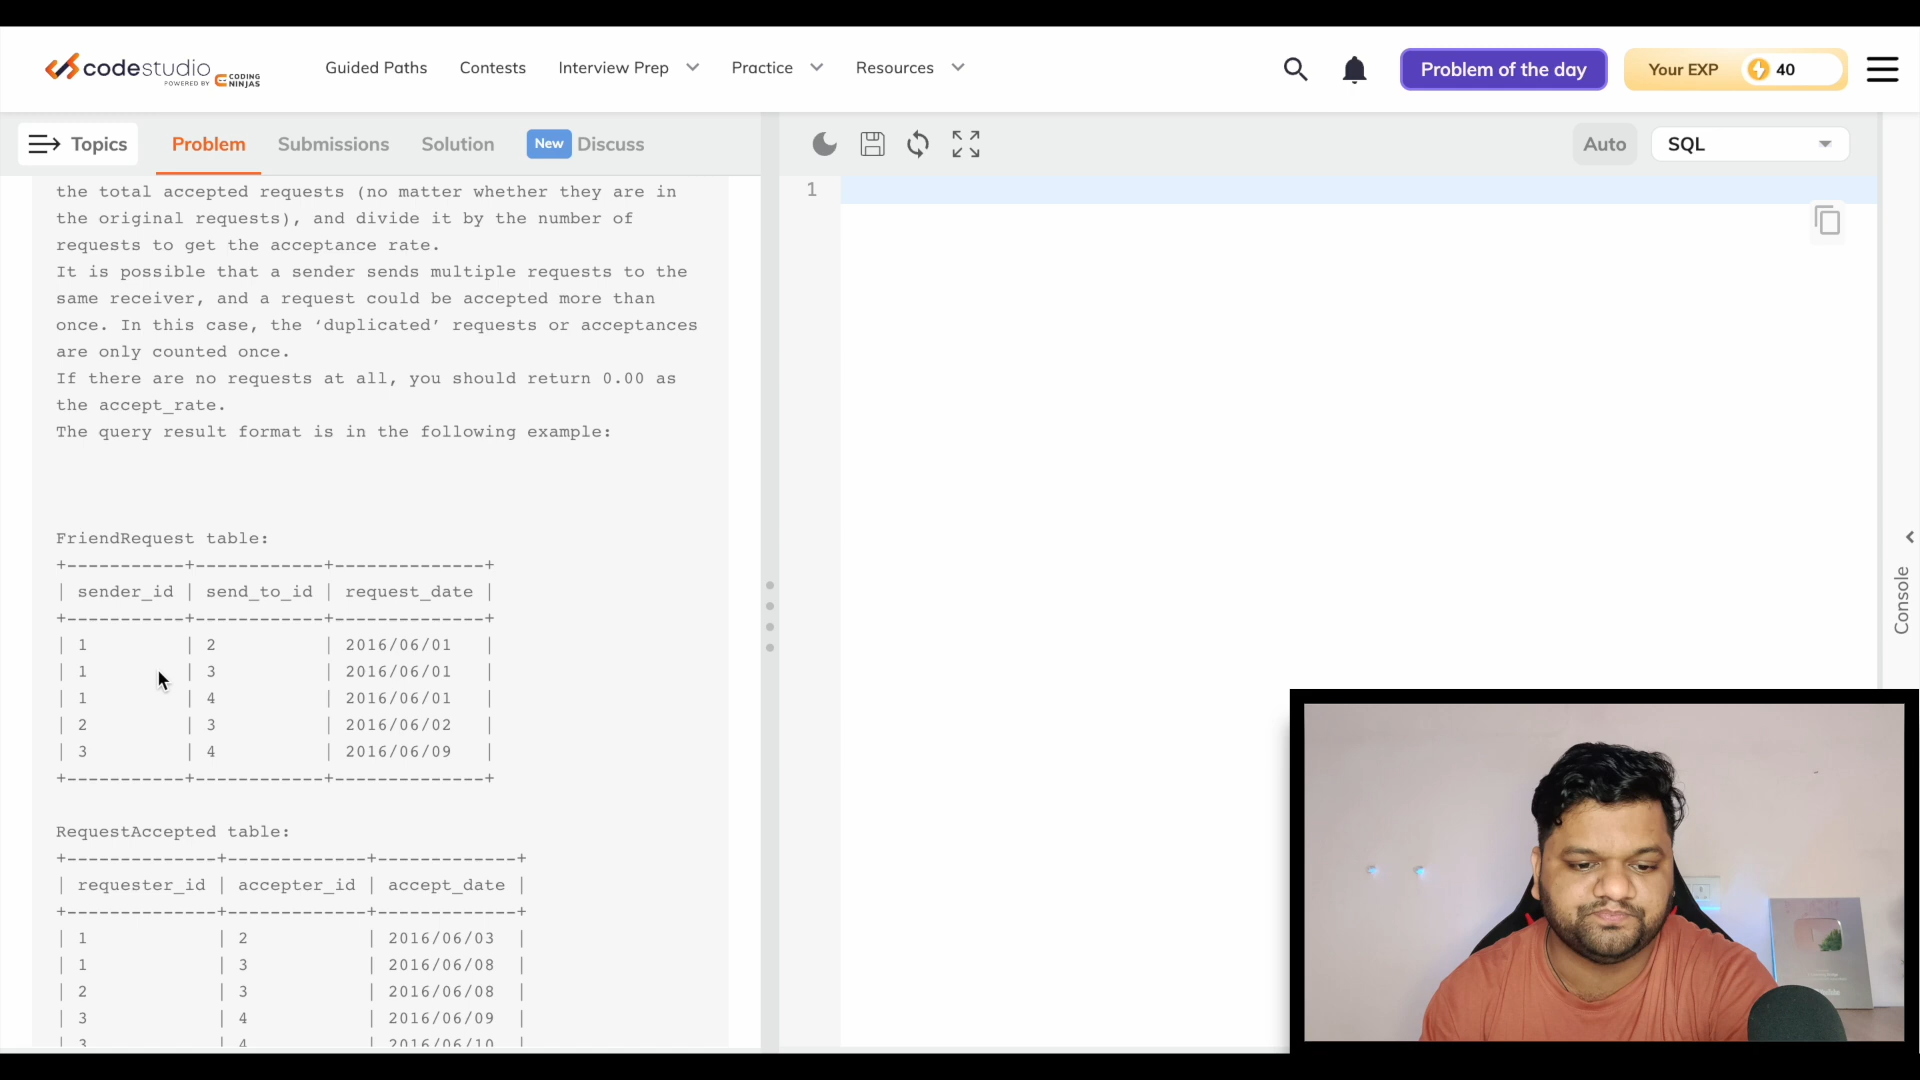 codestudio
POWERED BY CODING NINJAS
Guided Paths
Contests
Interview Prep
Practice
Resources
Problem of the day
Your EXP 40
Topics
Problem
Submissions
Solution
New Discuss
Auto
SQL
the total accepted requests (no matter whether they are in
the original requests), and divide it by the number of
requests to get the acceptance rate.
It is possible that a sender sends multiple requests to the
same receiver, and a request could be accepted more than
once. In this case, the ‘duplicated’ requests or acceptances
are only counted once.
If there are no requests at all, you should return 0.00 as
the accept_rate.
The query result format is in the following example:
FriendRequest table:
+-----------+------------+--------------+
| sender_id | send_to_id | request_date |
+-----------+------------+--------------+
| 1         | 2          | 2016/06/01   |
| 1         | 3          | 2016/06/01   |
| 1         | 4          | 2016/06/01   |
| 2         | 3          | 2016/06/02   |
| 3         | 4          | 2016/06/09   |
+-----------+------------+--------------+
RequestAccepted table:
+--------------+-------------+-------------+
| requester_id | accepter_id | accept_date |
+--------------+-------------+-------------+
| 1            | 2           | 2016/06/03  |
| 1            | 3           | 2016/06/08  |
| 2            | 3           | 2016/06/08  |
| 3            | 4           | 2016/06/09  |
| 3            | 4           | 2016/06/10  |
1
Console